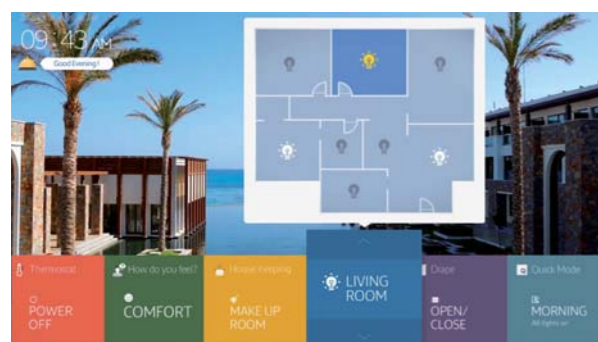 09:43 AM
Good Evening!
Thermostat
POWER
OFF
How do you feel?
COMFORT
House Keeping
MAKE UP
ROOM
LIVING
ROOM
Drape
OPEN/
CLOSE
Quick Mode
MORNING
All lights on